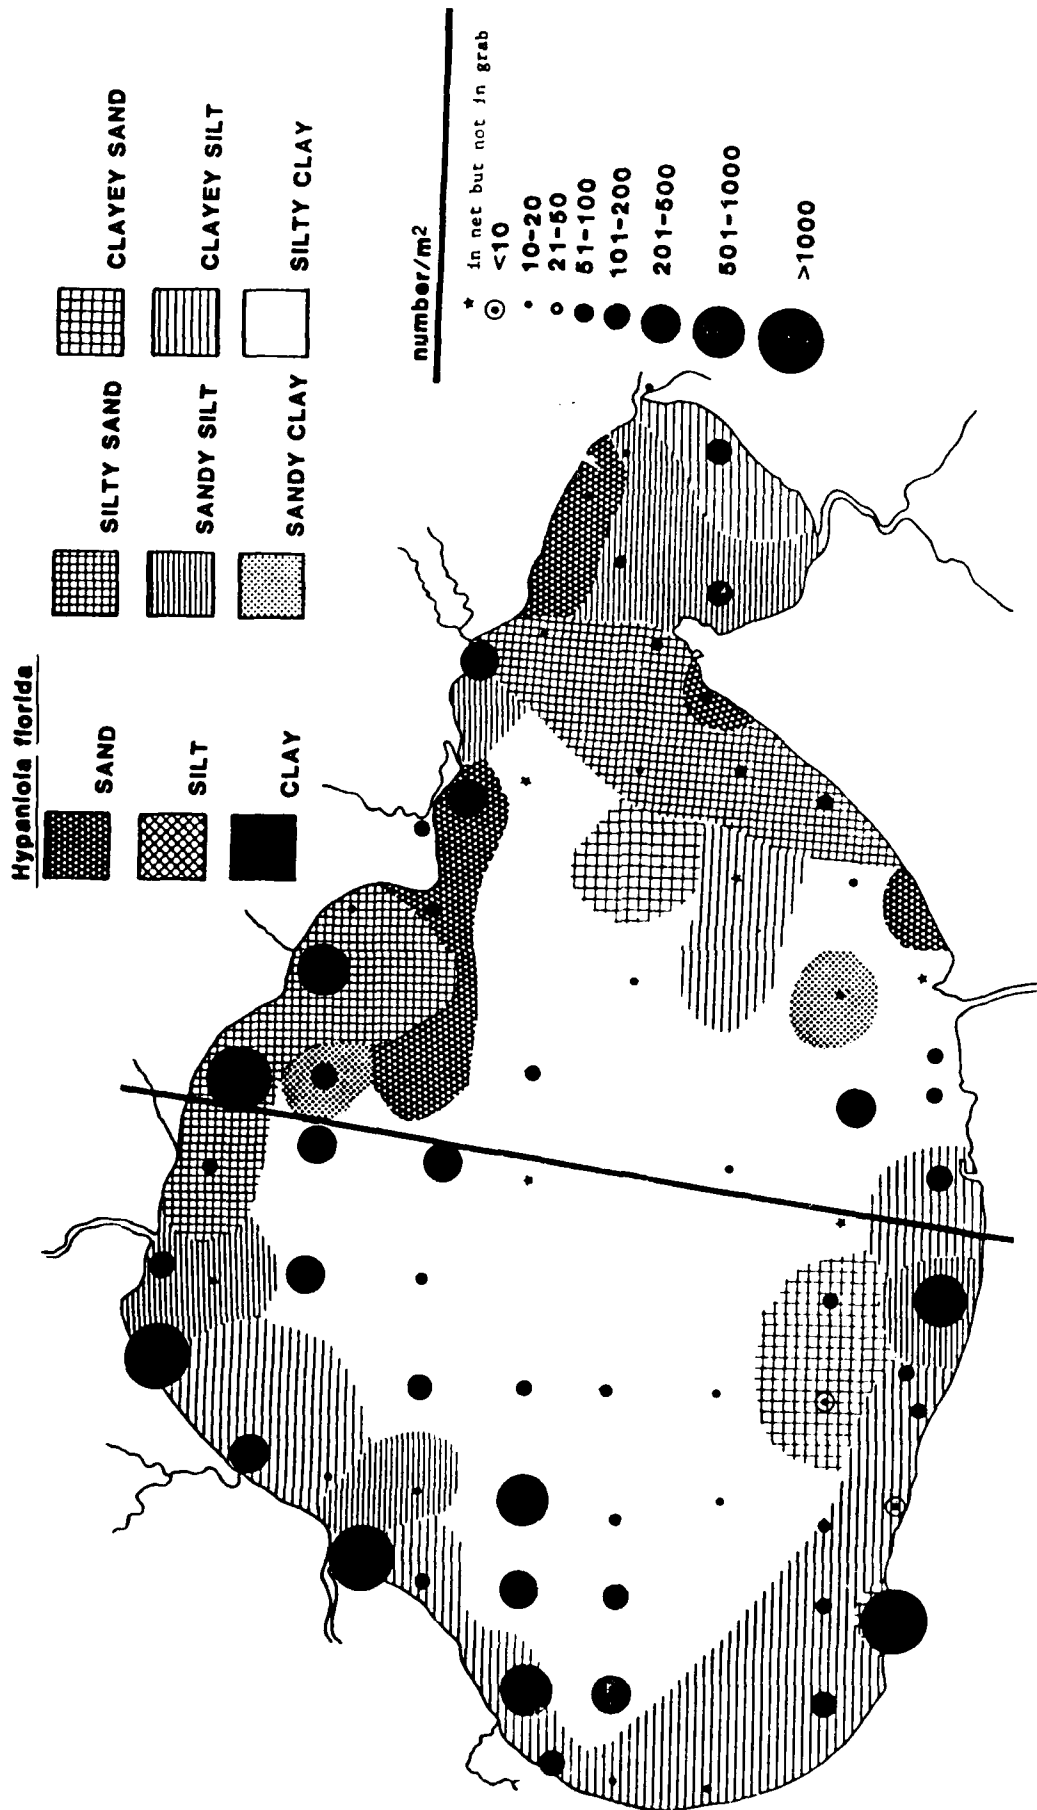 Hypaniola florida
SAND
SILTY SAND
CLAYEY SAND
SILT
SANDY SILT
CLAYEY SILT
CLAY
SANDY CLAY
SILTY CLAY
number/m²
in net but not in grab
<10
10-20
21-50
51-100
101-200
201-500
501-1000
>1000